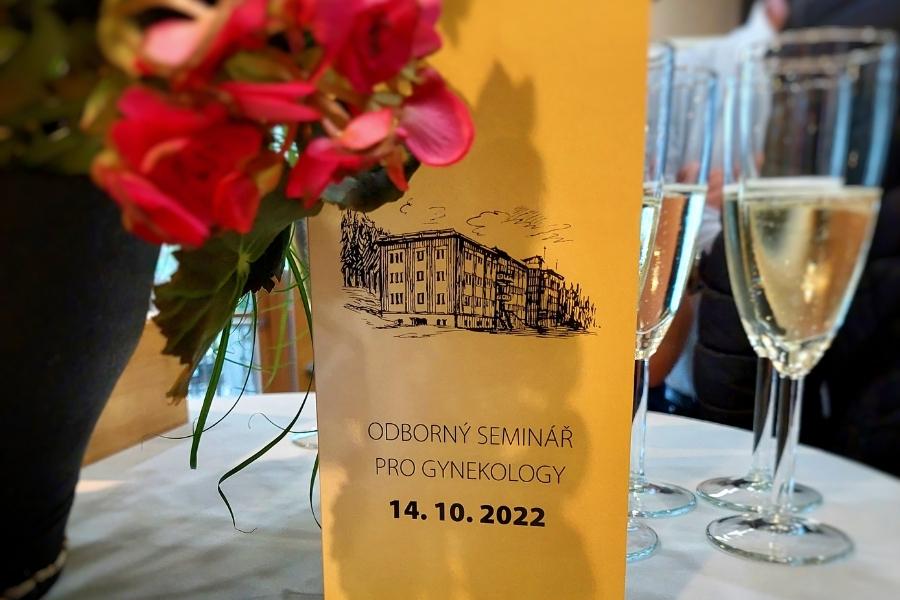 ODBORNÝ SEMINÁŘ
PRO GYNEKOLOGY
14. 10. 2022